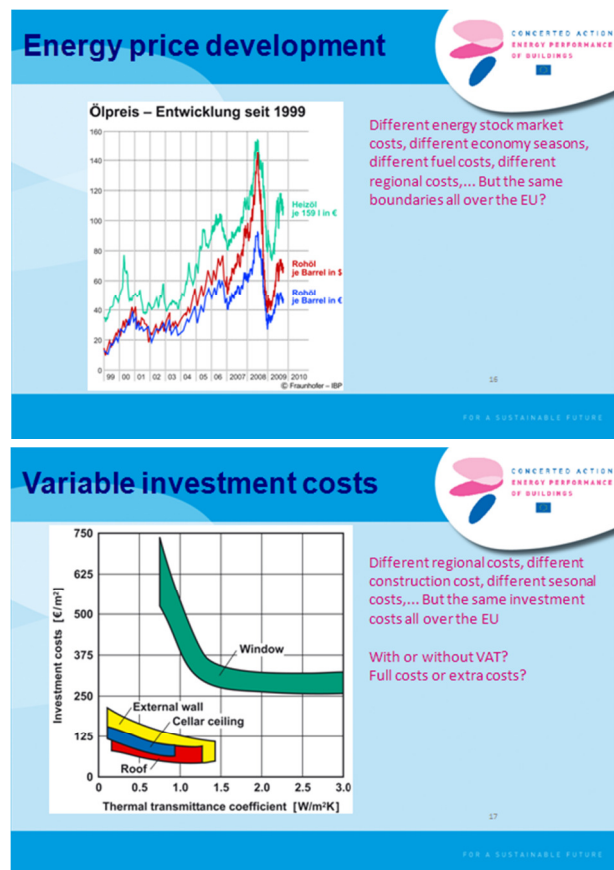 Energy price development
CONCERTED ACTION
ENERGY PERFORMANCE
OF BUILDINGS
Ölpreis – Entwicklung seit 1999
160
140
120
100
80
60
40
20
0
Heizöl
je 159 l in €
Rohöl
je Barrel in $
Rohöl
je Barrel in €
99 00 01 02 03 04 05 06 2007 2008 2009 2010
© Fraunhofer – IBP
Different energy stock market
costs, different economy seasons,
different fuel costs, different
regional costs,... But the same
boundaries all over the EU?
16
FOR A SUSTAINABLE FUTURE
Variable investment costs
CONCERTED ACTION
ENERGY PERFORMANCE
OF BUILDINGS
Investment costs [€/m²]
750
625
500
375
250
125
0
Window
External wall
Cellar ceiling
Roof
0 0.5 1.0 1.5 2.0 2.5 3.0
Thermal transmittance coefficient [W/m²K]
Different regional costs, different
construction cost, different sesonal
costs,... But the same investment
costs all over the EU
With or without VAT?
Full costs or extra costs?
17
FOR A SUSTAINABLE FUTURE